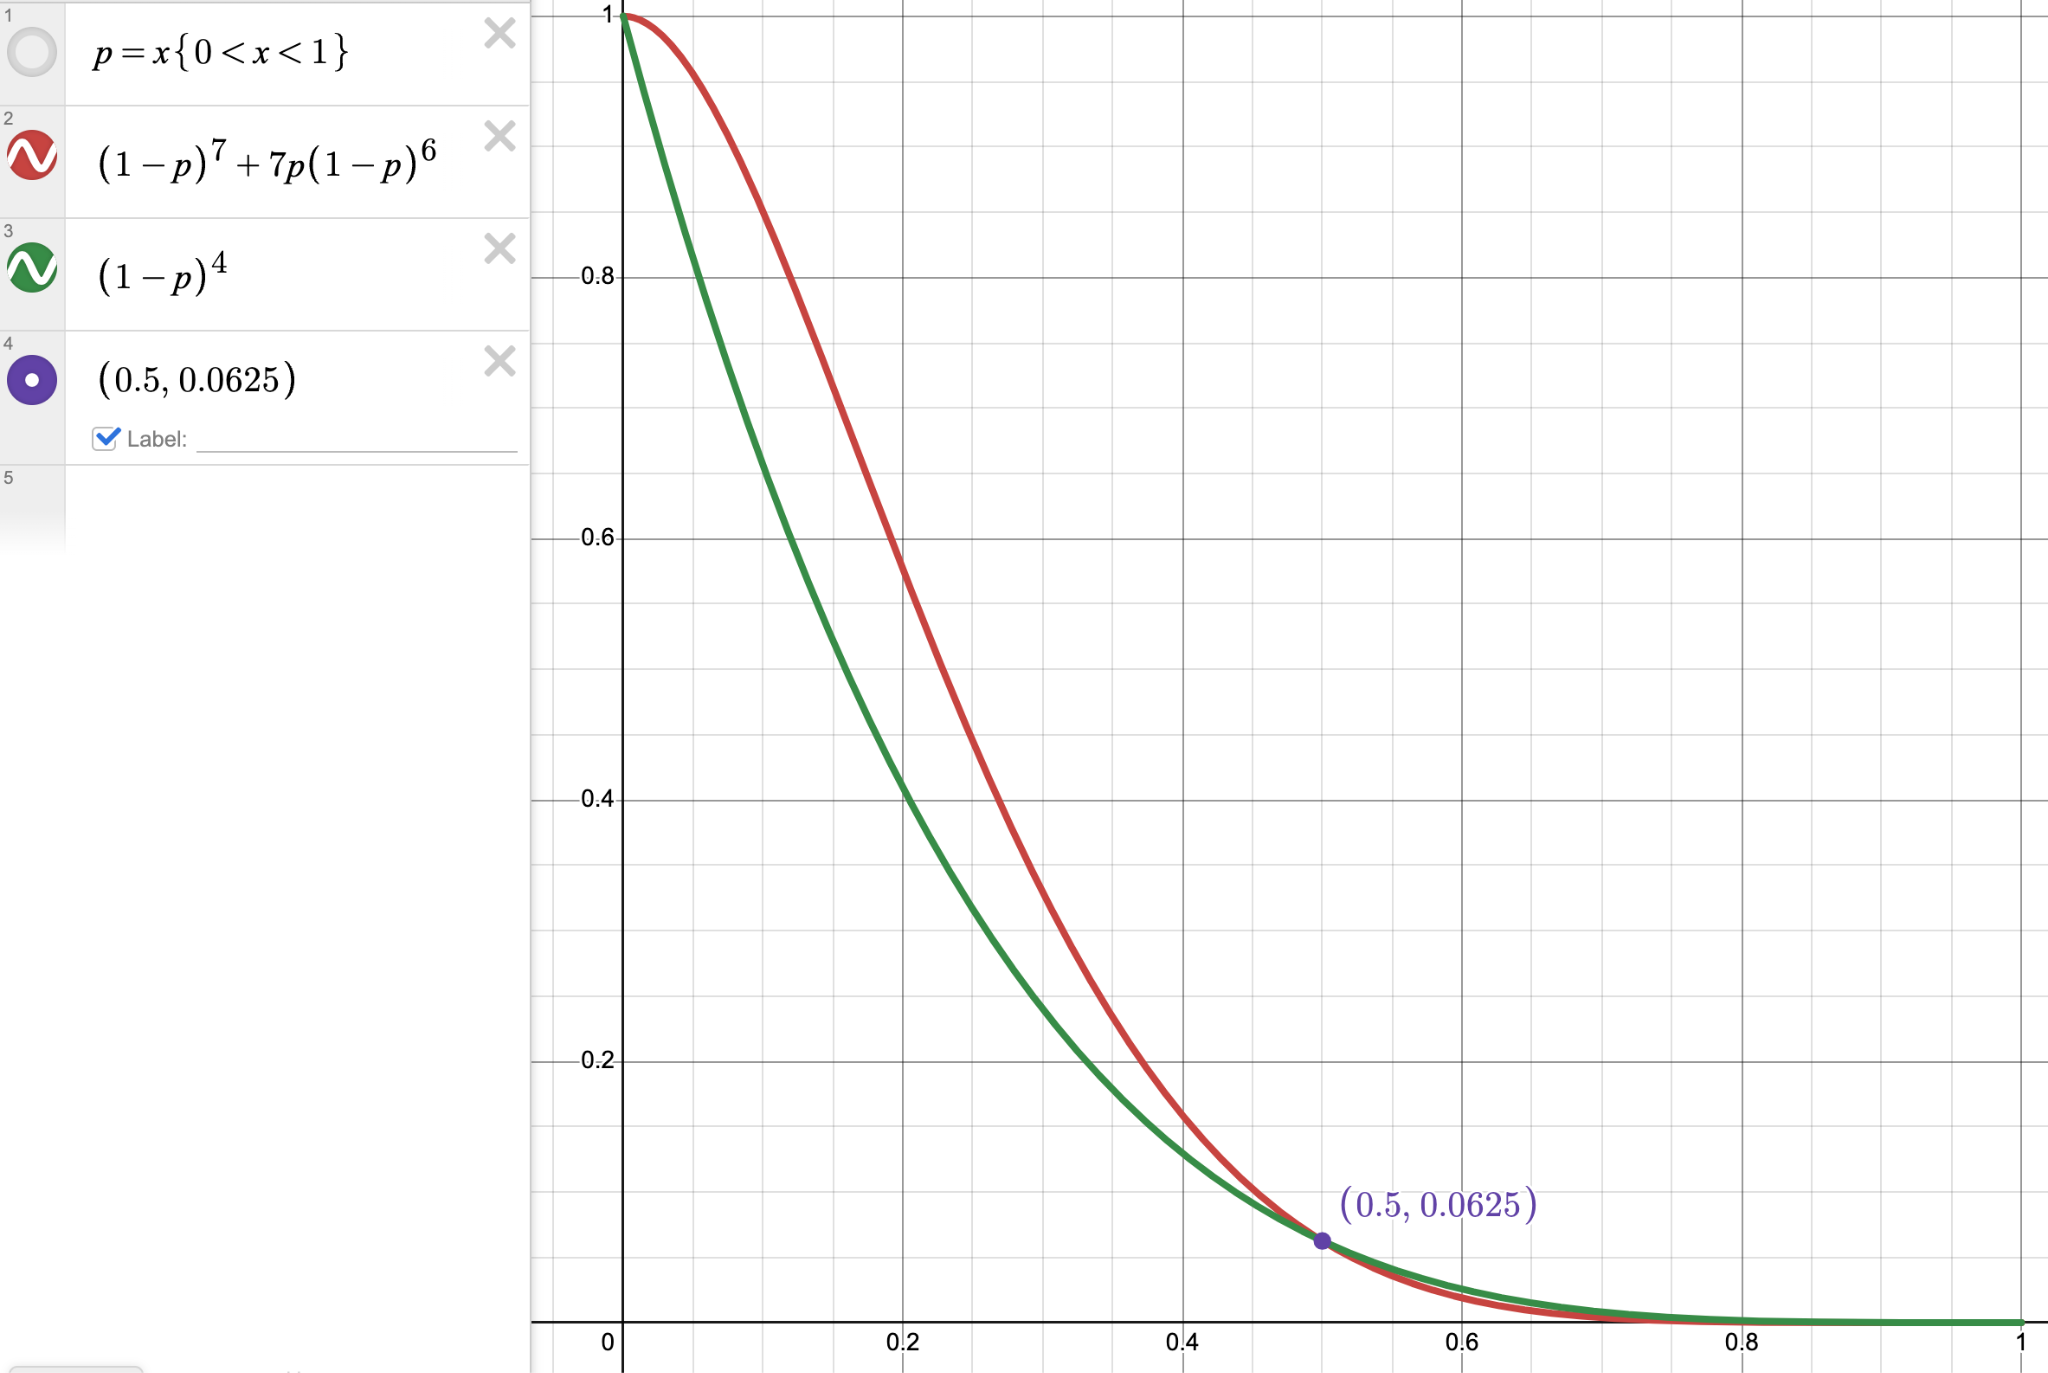 1
p = x{0 < x < 1}
2
(1 − p)^7 + 7p(1 − p)^6
3
(1 − p)^4
4
(0.5, 0.0625)
Label:
5
1
0.8
0.6
0.4
0.2
(0.5, 0.0625)
0 0.2 0.4 0.6 0.8 1